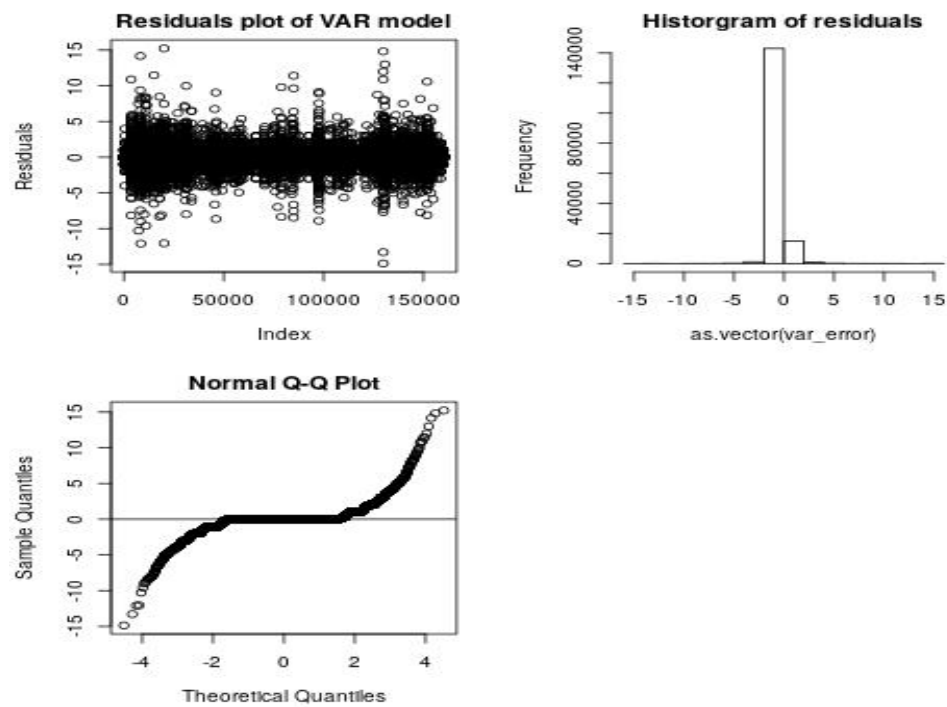 Residuals plot of VAR model
15
10
5
0
-5
-10
-15
Residuals
0 50000 100000 150000
Index
Historgram of residuals
140000
80000
40000
0
Frequency
-15 -10 -5 0 5 10 15
as.vector(var_error)
Normal Q-Q Plot
15
10
5
0
-5
-10
-15
Sample Quantiles
-4 -2 0 2 4
Theoretical Quantiles